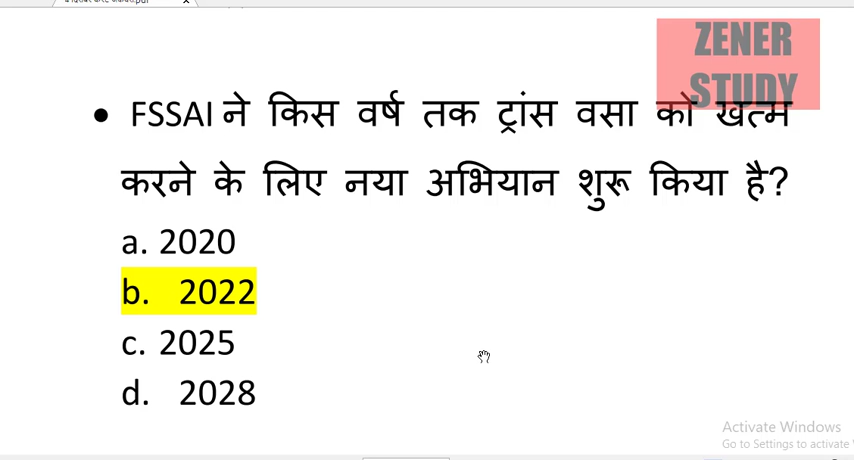 ZENER
STUDY
• FSSAI ने किस वर्ष तक ट्रांस वसा को खत्म
करने के लिए नया अभियान शुरू किया है?
a. 2020
b. 2022
c. 2025
d. 2028
Activate Windows
Go to Settings to activate